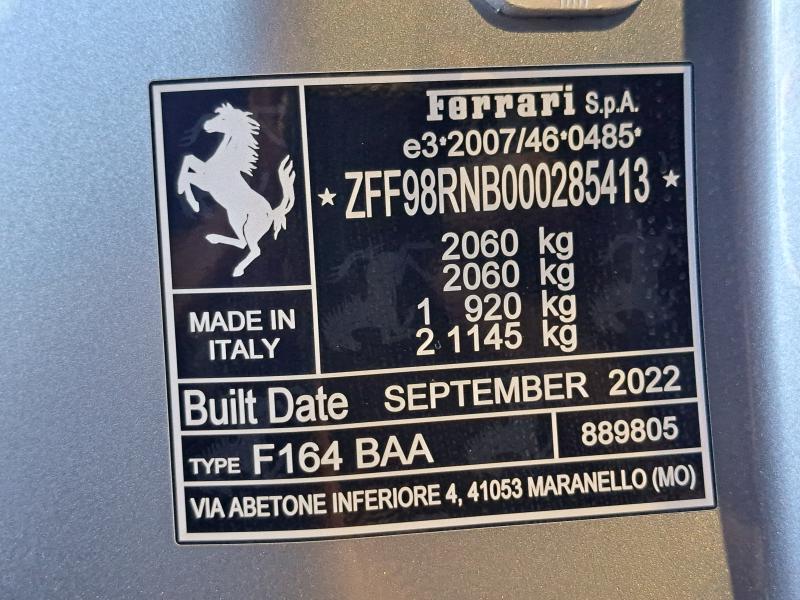 Ferrari S.p.A.
e3*2007/46*0485*
★ ZFF98RNB000285413 ★
2060 kg
2060 kg
1 920 kg
2 1145 kg
MADE IN
ITALY
Built Date SEPTEMBER 2022
TYPE F164 BAA 889805
VIA ABETONE INFERIORE 4, 41053 MARANELLO (MO)